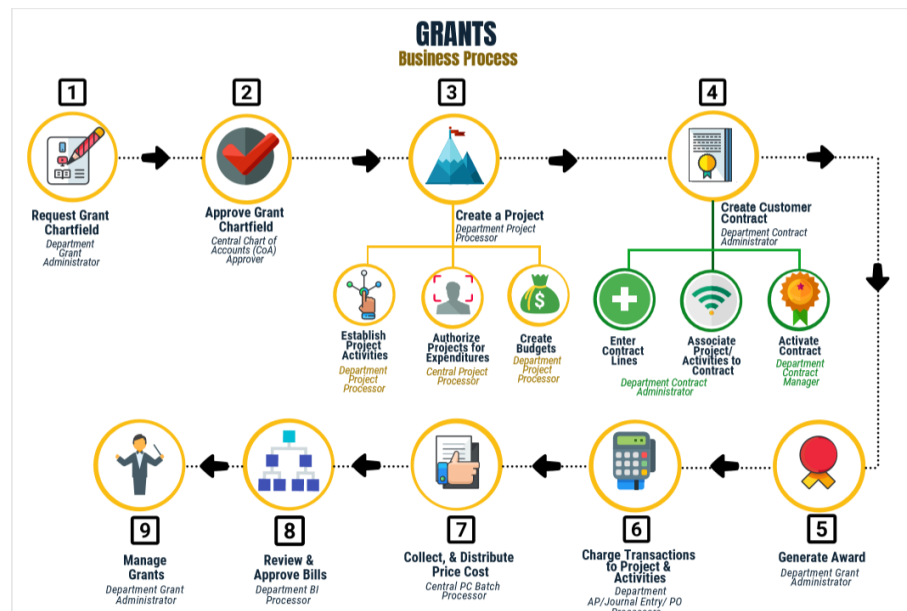 GRANTS
Business Process
1
2
3
4
Request Grant
Chartfield
Department
Grant
Administrator
Approve Grant
Chartfield
Central Chart of
Accounts (CoA)
Approver
Create a Project
Department Project
Processor
Create Customer
Contract
Department Contract
Administrator
$
Establish
Project
Activities
Department
Project
Processor
Authorize
Projects for
Expenditures
Central Project
Processor
Create
Budgets
Department
Project
Processor
Enter
Contract
Lines
Associate
Project/
Activities to
Contract
Department Contract
Administrator
Activate
Contract
Department
Contract
Manager
9
Manage
Grants
Department Grant
Administrator
8
Review &
Approve Bills
Department BI
Processor
7
Collect, & Distribute
Price Cost
Central PC Batch
Processor
6
Charge Transactions
to Project &
Activities
Department
AP/Journal Entry/ PO
5
Generate Award
Department Grant
Administrator